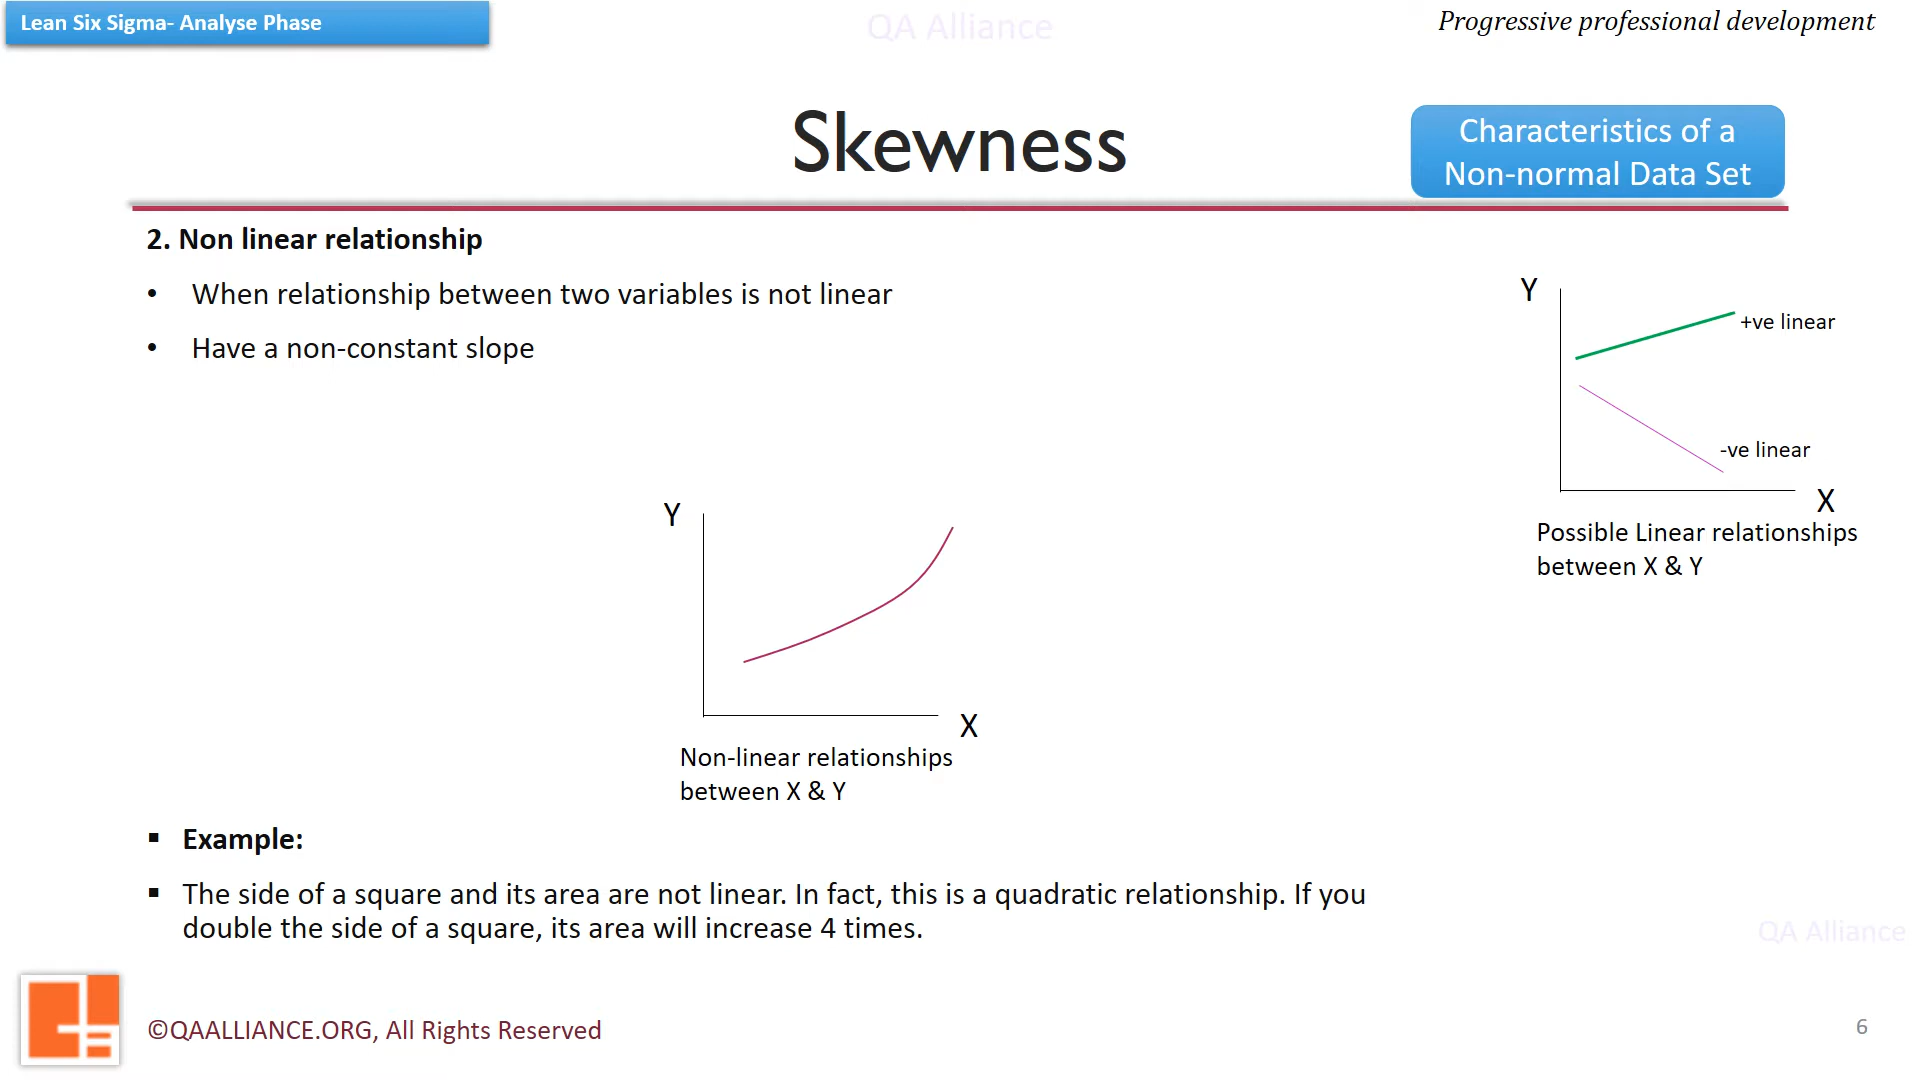 Lean Six Sigma- Analyse Phase
QA Alliance
Progressive professional development
Skewness
Characteristics of a
Non-normal Data Set
2. Non linear relationship
• When relationship between two variables is not linear
• Have a non-constant slope
Y
+ve linear
-ve linear
X
Possible Linear relationships
between X & Y
Y
X
Non-linear relationships
between X & Y
▪ Example:
▪ The side of a square and its area are not linear. In fact, this is a quadratic relationship. If you
double the side of a square, its area will increase 4 times.
QA Alliance
©QAALLIANCE.ORG, All Rights Reserved
6